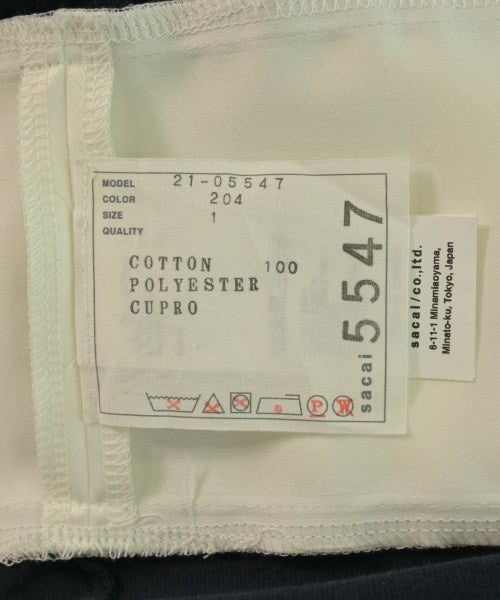 MODEL 21-05547
COLOR 204
SIZE 1
QUALITY
COTTON 100
POLYESTER
CUPRO
P W
sacai 5547
sacai/co.,ltd.
6-11-1 Minamiaoyama,
Minato-ku, Tokyo, Japan